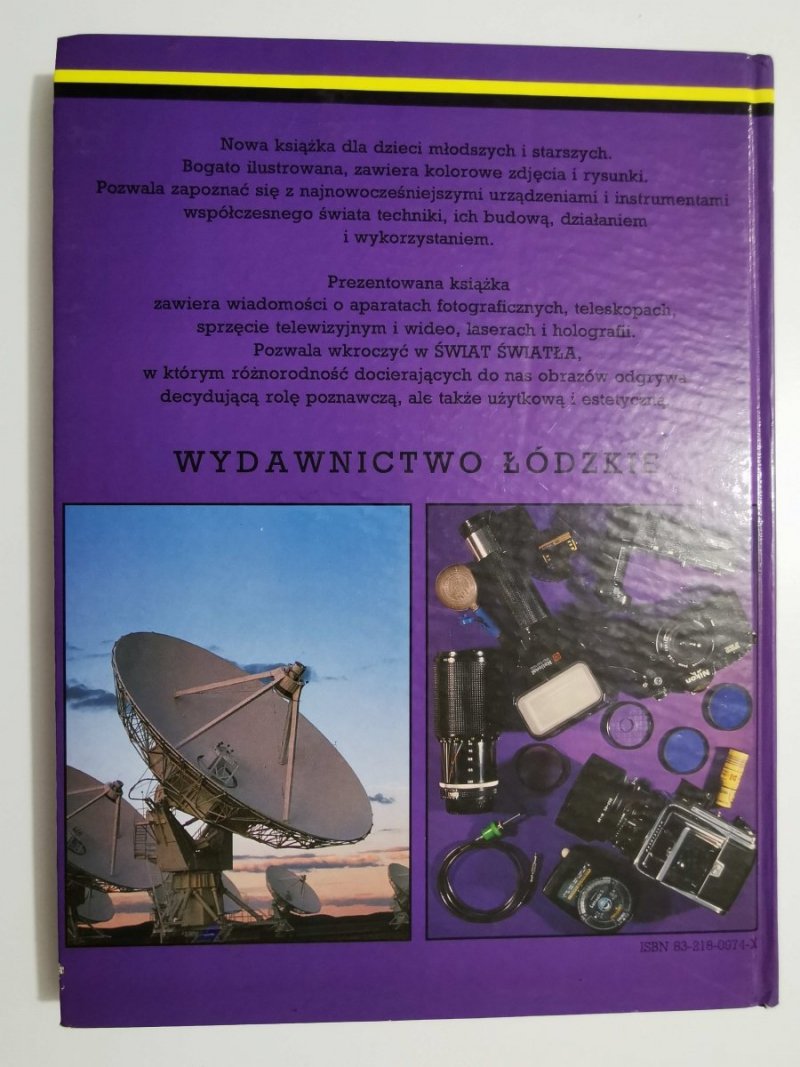 Nowa książka dla dzieci młodszych i starszych.
Bogato ilustrowana, zawiera kolorowe zdjęcia i rysunki.
Pozwala zapoznać się z najnowocześniejszymi urządzeniami i instrumentami
współczesnego świata techniki, ich budową, działaniem
i wykorzystaniem.
Prezentowana książka
zawiera wiadomości o aparatach fotograficznych, teleskopach,
sprzęcie telewizyjnym i wideo, laserach i holografii.
Pozwala wkroczyć w ŚWIAT ŚWIATŁA,
w którym różnorodność docierających do nas obrazów odgrywa
decydującą rolę poznawczą, ale także użytkową i estetyczną.
WYDAWNICTWO ŁÓDZKIE
Nikon
ISBN 83-218-0974-X